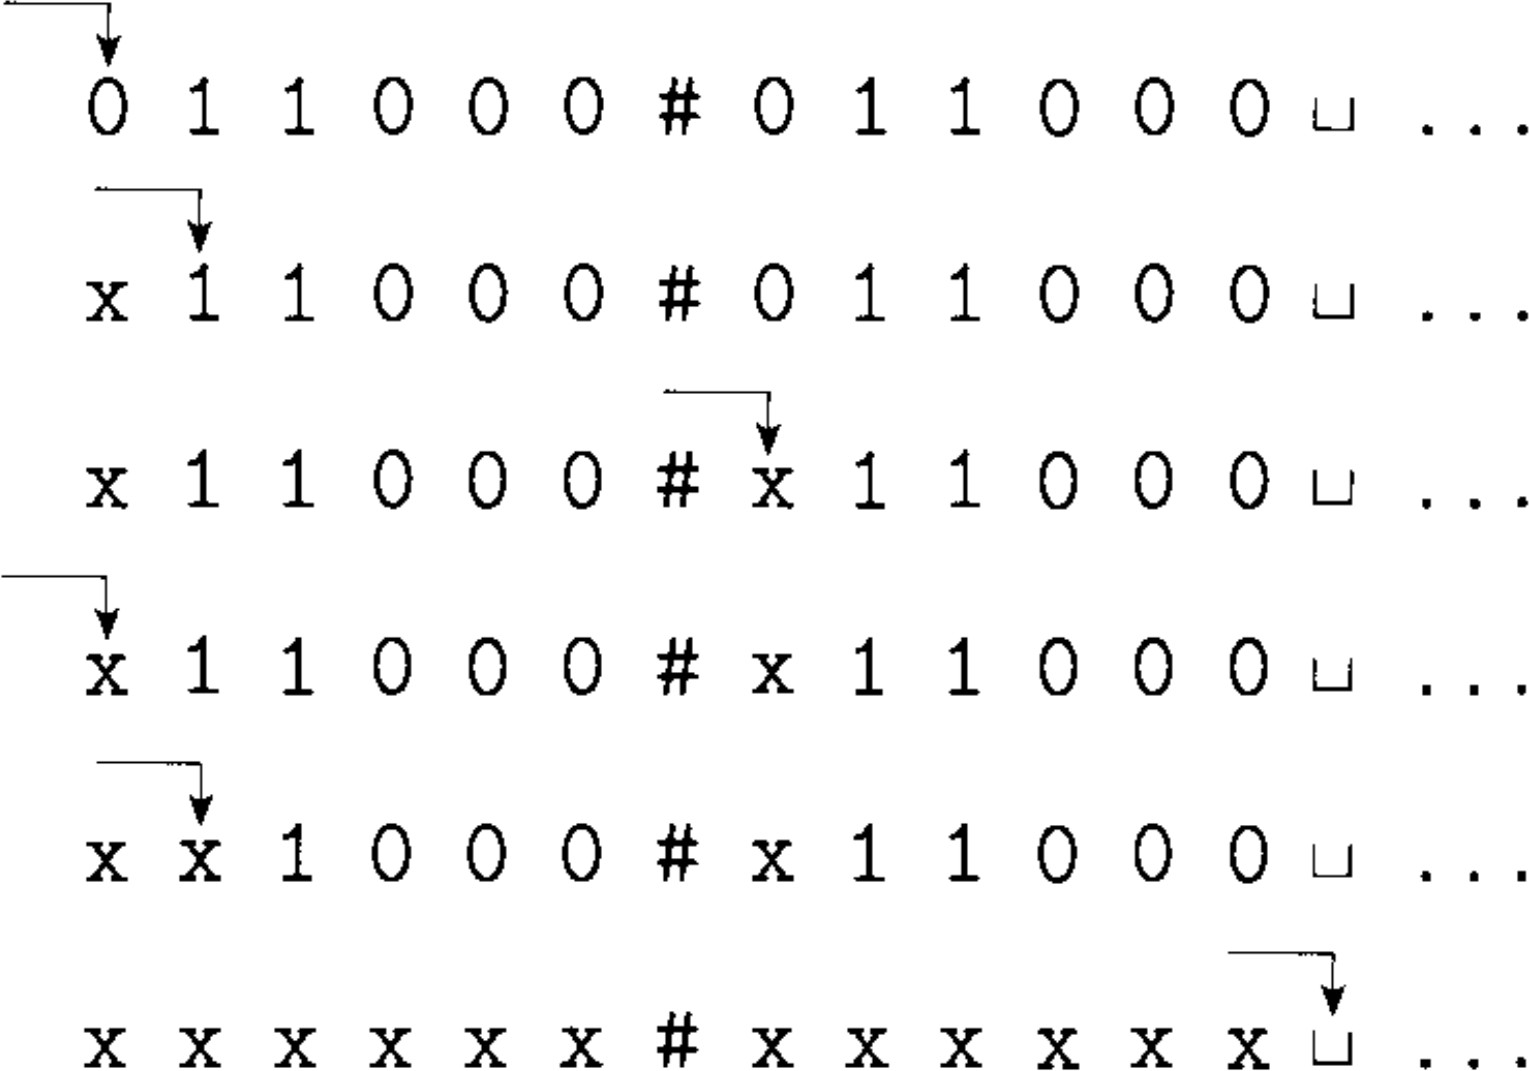 0 1 1 0 0 0 # 0 1 1 0 0 0 ⊔ ...
x 1 1 0 0 0 # 0 1 1 0 0 0 ⊔ ...
x 1 1 0 0 0 # x 1 1 0 0 0 ⊔ ...
x 1 1 0 0 0 # x 1 1 0 0 0 ⊔ ...
x x 1 0 0 0 # x 1 1 0 0 0 ⊔ ...
x x x x x x # x x x x x x ⊔ ...